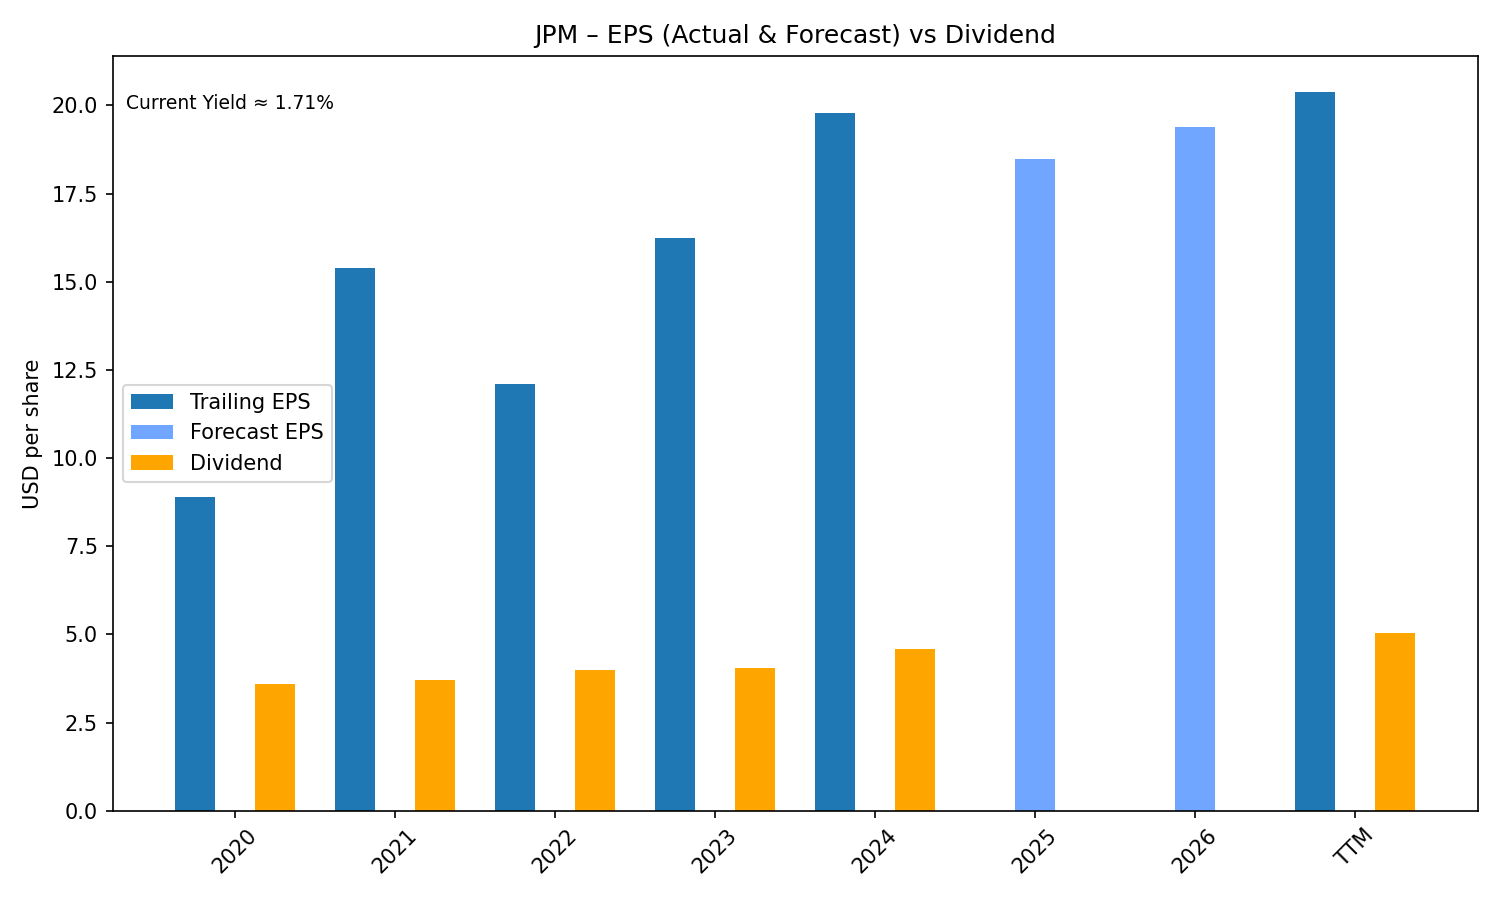 JPM – EPS (Actual & Forecast) vs Dividend
Current Yield ≈ 1.71%
20.0
17.5
15.0
12.5
10.0
7.5
5.0
2.5
0.0
USD per share
Trailing EPS
Forecast EPS
Dividend
2020
2021
2022
2023
2024
2025
2026
TTM